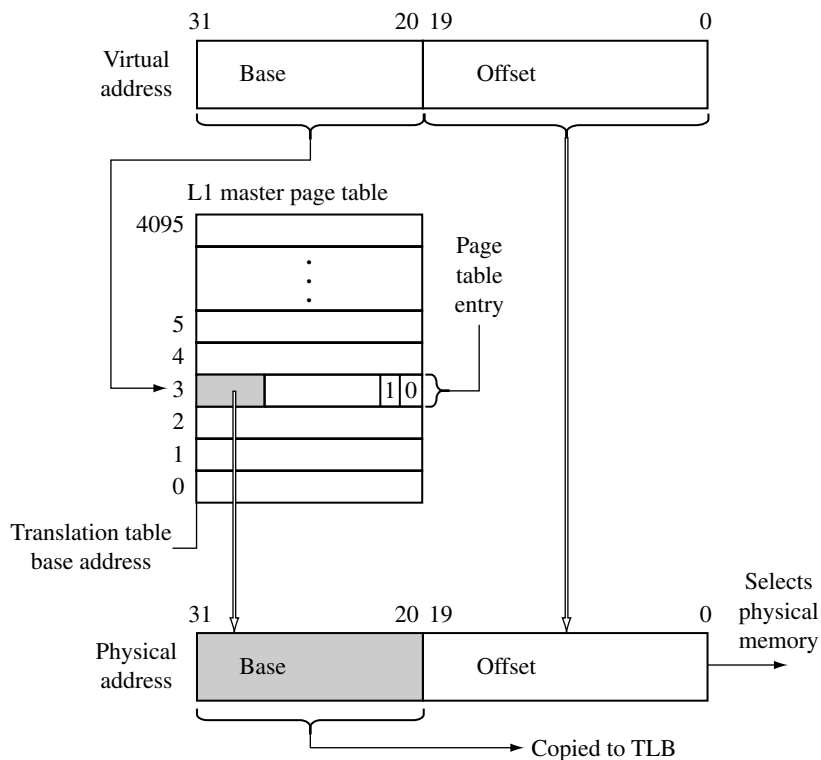 31 20 19 0
Virtual
address
Base
Offset
L1 master page table
4095
Page
table
entry
5
4
3
1 0
2
1
0
Translation table
base address
Selects
physical
memory
31 20 19 0
Physical
address
Base
Offset
Copied to TLB